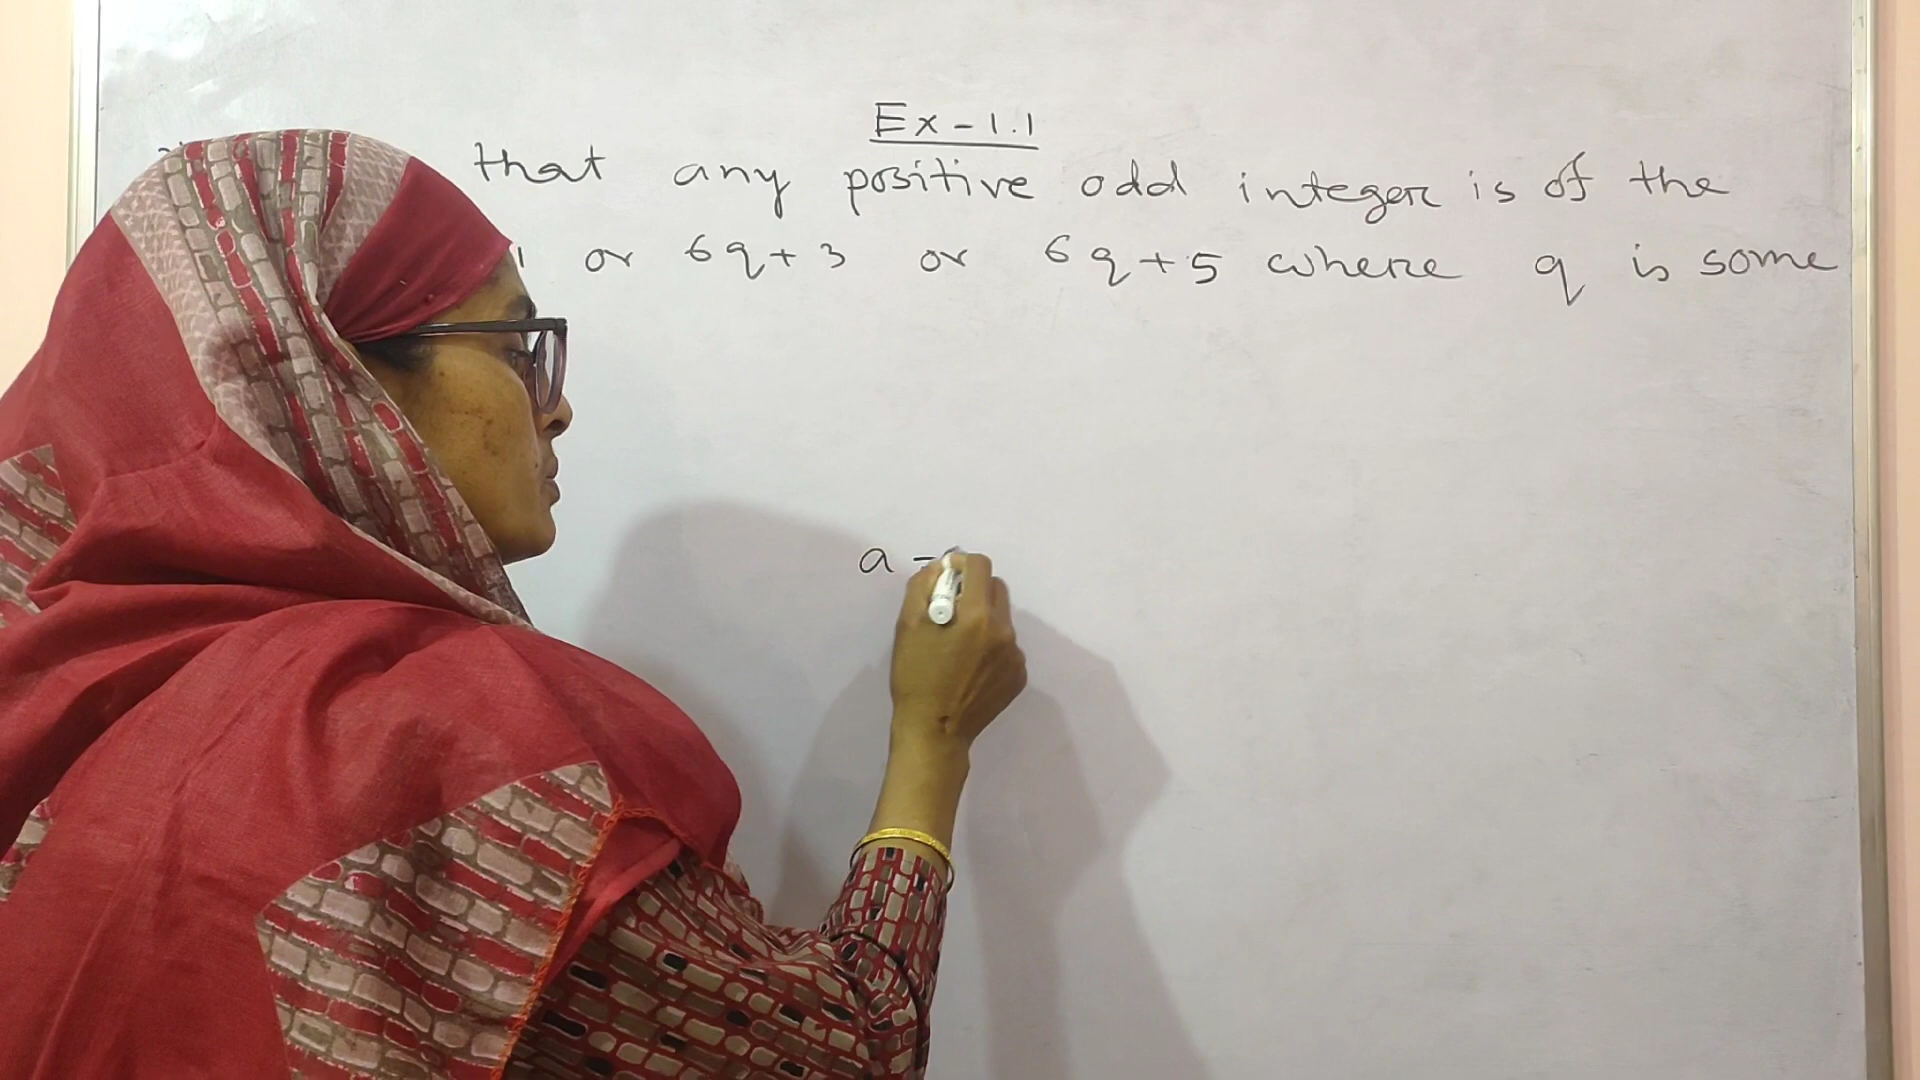 Ex-1.1
that any positive odd integer is of the
1 or 6q+3 or 6q+5 where q is some
a =